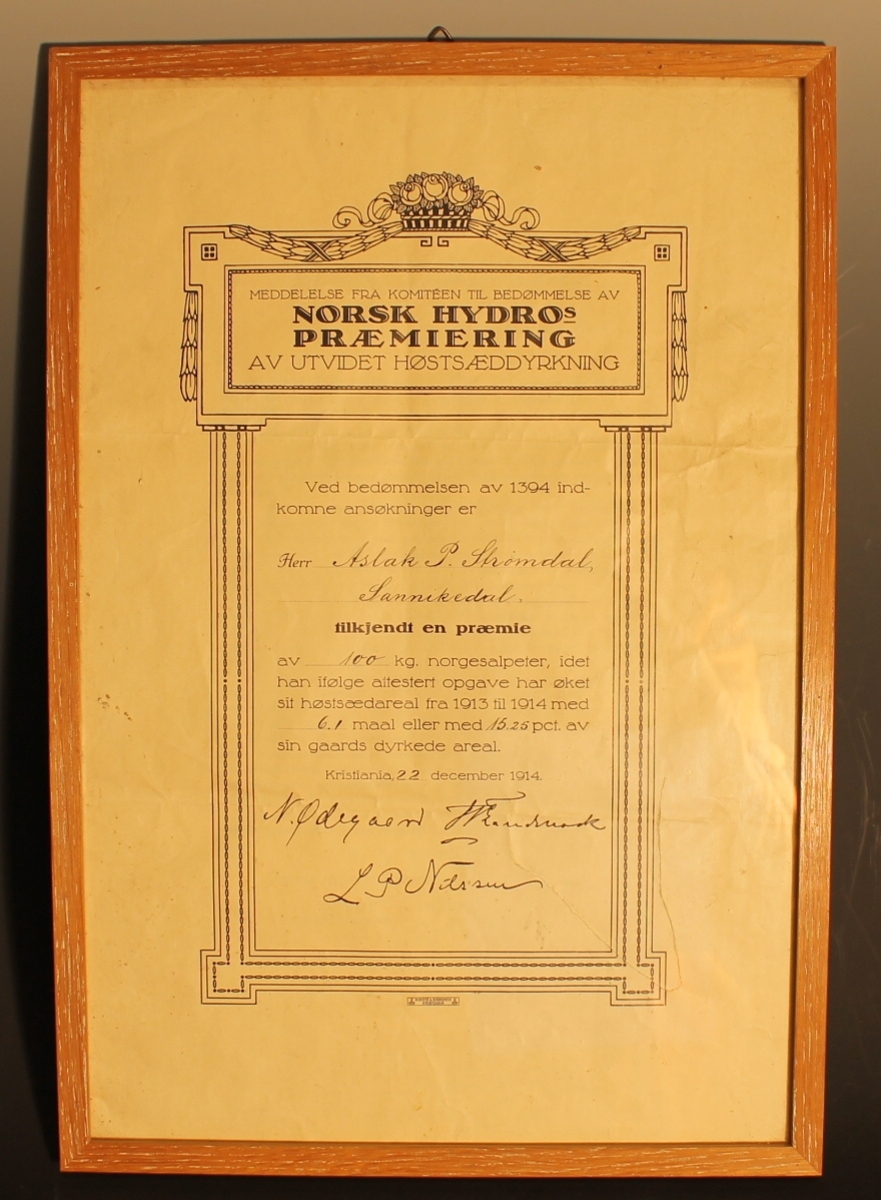 MEDDELELSE FRA KOMITÉEN TIL BEDØMMELSE AV
NORSK HYDROS
PRÆMIERING
AV UTVIDET HØSTSÆDDYRKNING
Ved bedømmelsen av 1394 ind-
komne ansøkninger er
Herr Aslak P. Strømdal,
Sannikedal.
tilkjendt en præmie
av 100 kg. norgesalpeter, idet
han ifølge attestert opgave har øket
sit høstsædareal fra 1913 til 1914 med
6.1 maal eller med 15.25 pct. av
sin gaards dyrkede areal.
Kristiania, 22 december 1914.
N. Ødegaard
L P Nilssen